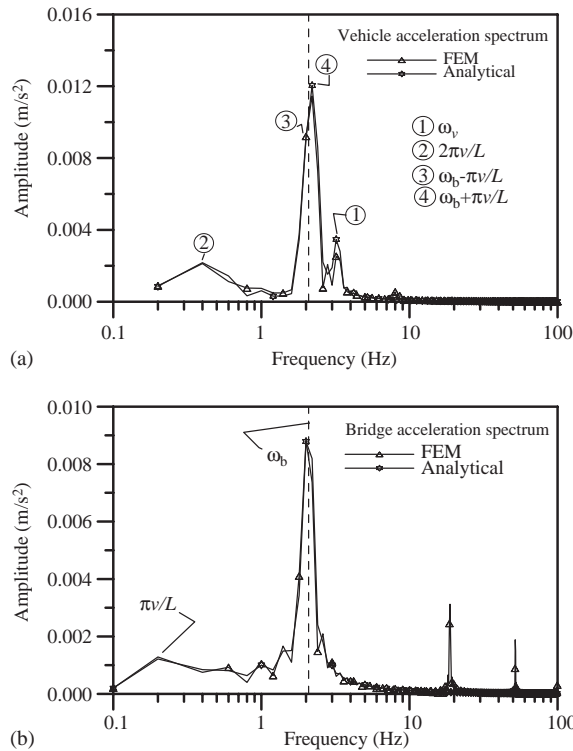 0.016
Vehicle acceleration spectrum
FEM
Analytical
④
0.012
③
① ωv
② 2πv/L
③ ωb-πv/L
④ ωb+πv/L
0.008
Amplitude (m/s²)
①
0.004
②
0.000
0.1 1 10 100
(a) Frequency (Hz)
0.010
Bridge acceleration spectrum
FEM
Analytical
ωb
0.008
0.006
Amplitude (m/s²)
0.004
πv/L
0.002
0.000
0.1 1 10 100
(b) Frequency (Hz)